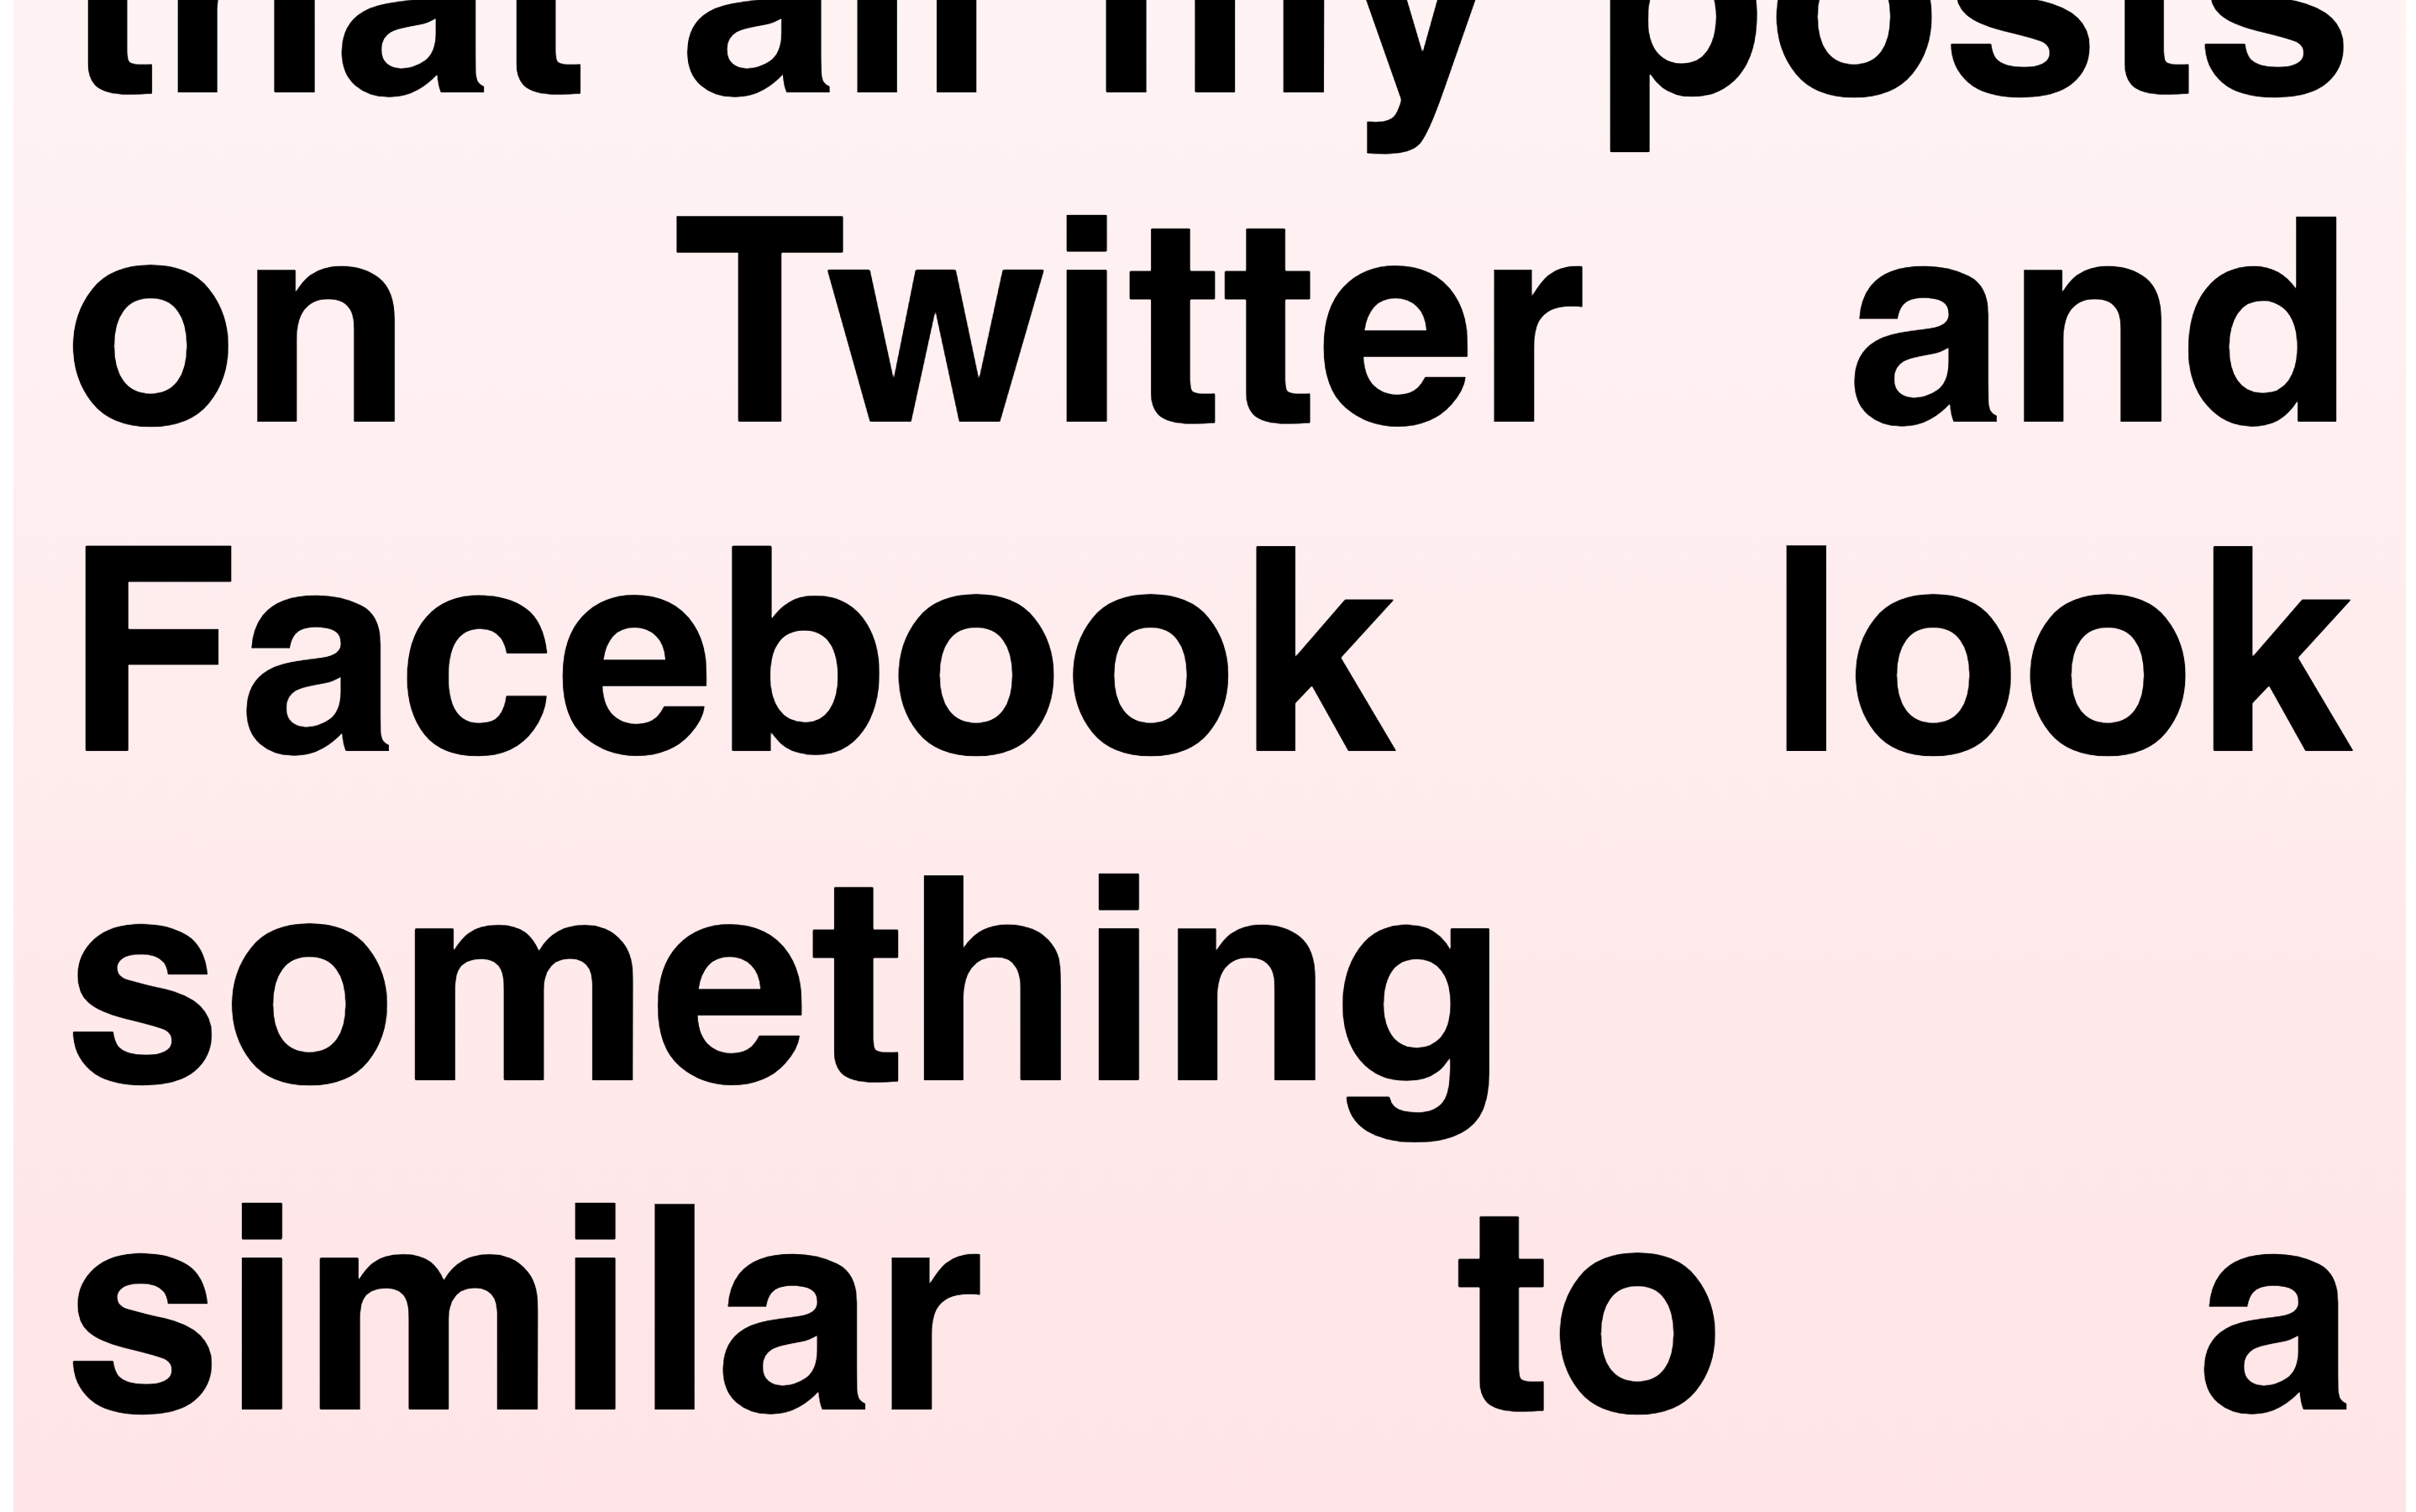 that all my posts
on Twitter and
Facebook look
something
similar to a